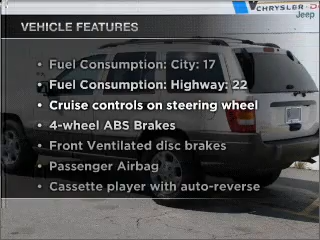 CHRYSLER
Jeep
VEHICLE FEATURES
• Fuel Consumption: City: 17
• Fuel Consumption: Highway: 22
• Cruise controls on steering wheel
• 4-wheel ABS Brakes
• Front Ventilated disc brakes
• Passenger Airbag
• Cassette player with auto-reverse